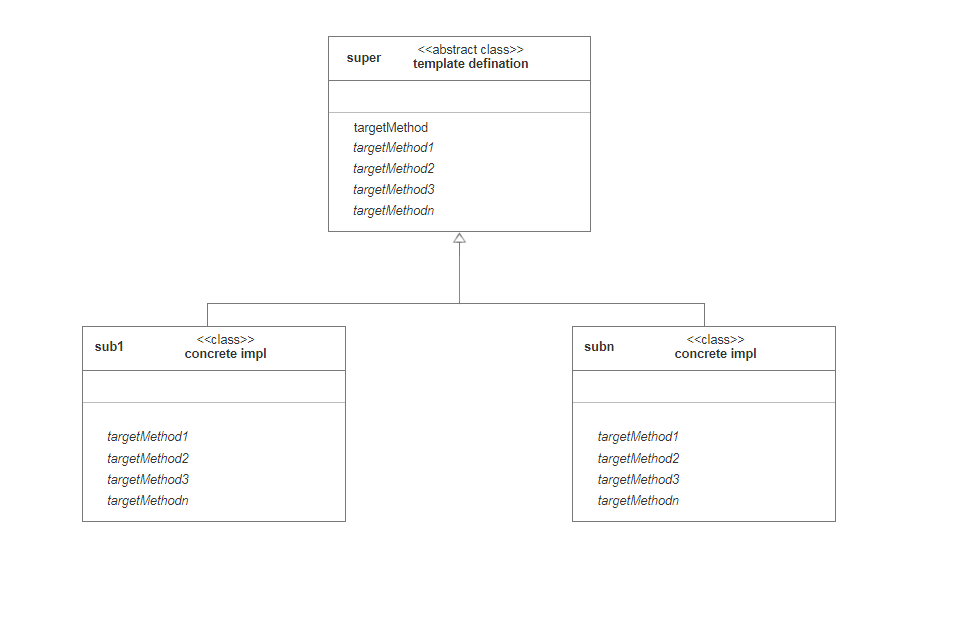 <<abstract class>>
super
template defination
targetMethod
targetMethod1
targetMethod2
targetMethod3
targetMethodn
<<class>>
sub1
concrete impl
targetMethod1
targetMethod2
targetMethod3
targetMethodn
<<class>>
subn
concrete impl
targetMethod1
targetMethod2
targetMethod3
targetMethodn